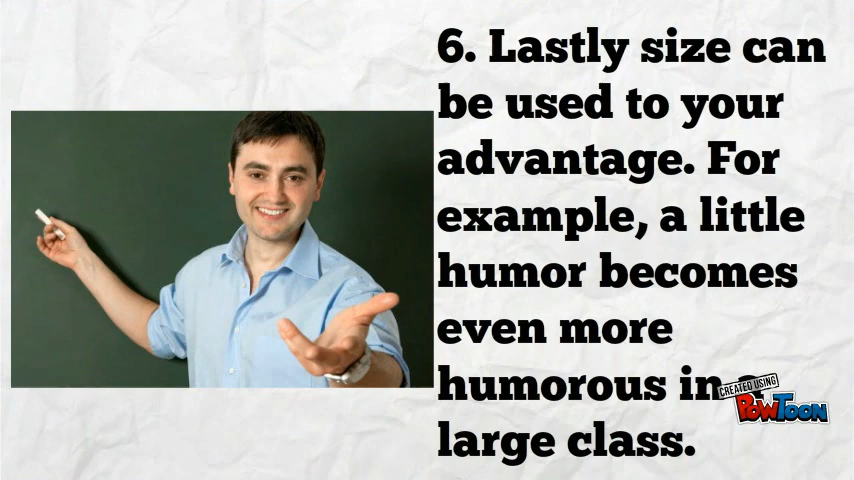 6. Lastly size can
be used to your
advantage. For
example, a little
humor becomes
even more
humorous in a
large class.
CREATED USING
POWTOON